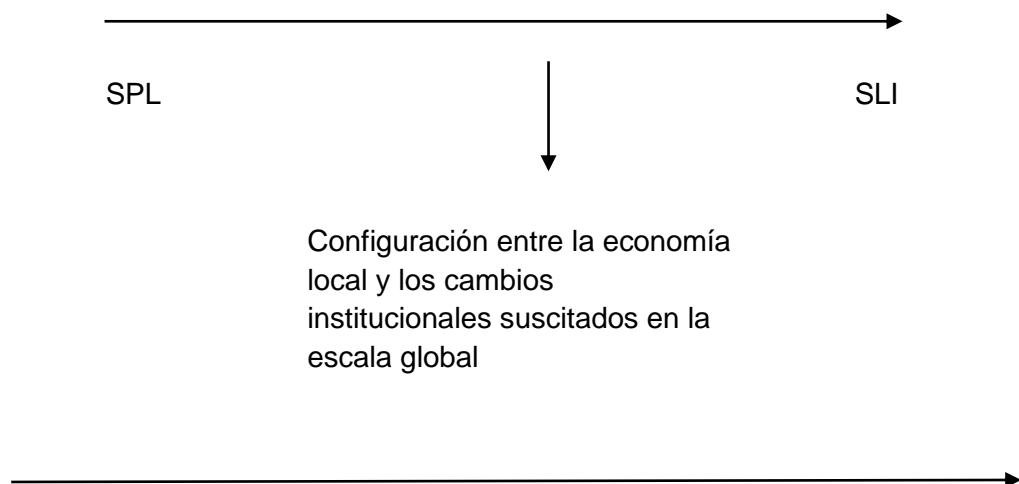 SPL SLI
Configuración entre la economía
local y los cambios
institucionales suscitados en la
escala global